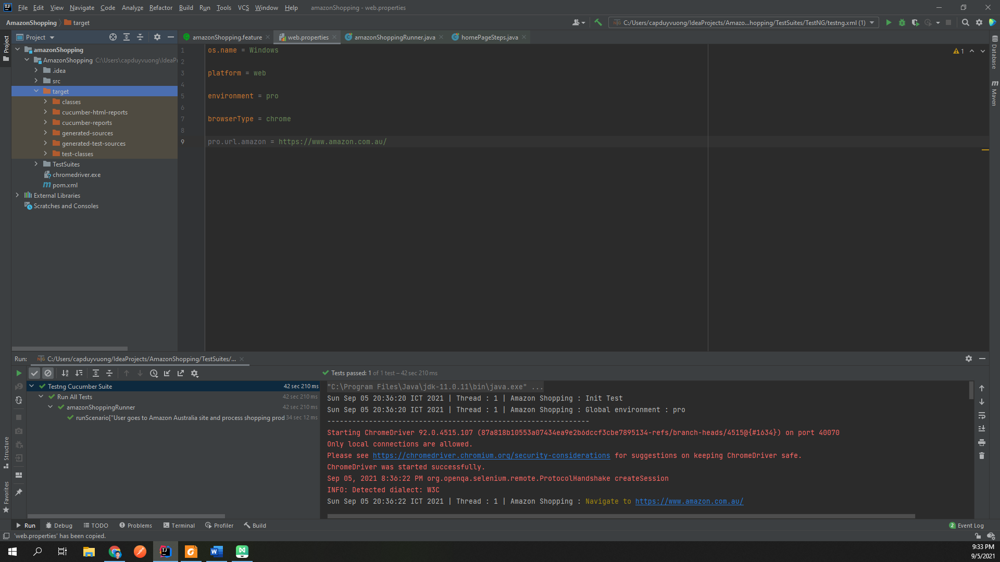 File Edit View Navigate Code Analyze Refactor Build Run Tools VCS Window Help amazonShopping - web.properties
AmazonShopping target
C:/Users/capduyvuong/IdeaProjects/Amazo...hopping/TestSuites/TestNG/testng.xml (1)
Project
amazonShopping.feature web.properties amazonShoppingRunner.java homePageSteps.java
Project
amazonShopping
AmazonShopping C:\Users\capduyvuong\IdeaPr
.idea
src
target
classes
cucumber-html-reports
cucumber-reports
generated-sources
generated-test-sources
test-classes
TestSuites
chromedriver.exe
pom.xml
External Libraries
Scratches and Consoles
1 os.name = Windows
2
3 platform = web
4
5 environment = pro
6
7 browserType = chrome
8
9 pro.url.amazon = https://www.amazon.com.au/
1
Database
Maven
Run: C:/Users/capduyvuong/IdeaProjects/AmazonShopping/TestSuites/...
Tests passed: 1 of 1 test – 42 sec 210 ms
Testng Cucumber Suite 42 sec 210 ms
Run All Tests 42 sec 210 ms
amazonShoppingRunner 42 sec 210 ms
runScenario["User goes to Amazon Australia site and process shopping prod 34 sec 12 ms
"C:\Program Files\Java\jdk-11.0.11\bin\java.exe" ...
Sun Sep 05 20:36:20 ICT 2021 | Thread : 1 | Amazon Shopping : Init Test
Sun Sep 05 20:36:20 ICT 2021 | Thread : 1 | Amazon Shopping : Global environment : pro
---------------------------------------------------------------
Starting ChromeDriver 92.0.4515.107 (87a818b10553a07434ea9e2b6dccf3cbe7895134-refs/branch-heads/4515@{#1634}) on port 40070
Only local connections are allowed.
Please see https://chromedriver.chromium.org/security-considerations for suggestions on keeping ChromeDriver safe.
ChromeDriver was started successfully.
Sep 05, 2021 8:36:22 PM org.openqa.selenium.remote.ProtocolHandshake createSession
INFO: Detected dialect: W3C
Sun Sep 05 20:36:22 ICT 2021 | Thread : 1 | Amazon Shopping : Navigate to https://www.amazon.com.au/
Structure
Favorites
Run Debug TODO Problems Terminal Profiler Build 2 Event Log
'web.properties' has been copied.
9:33 PM
9/5/2021